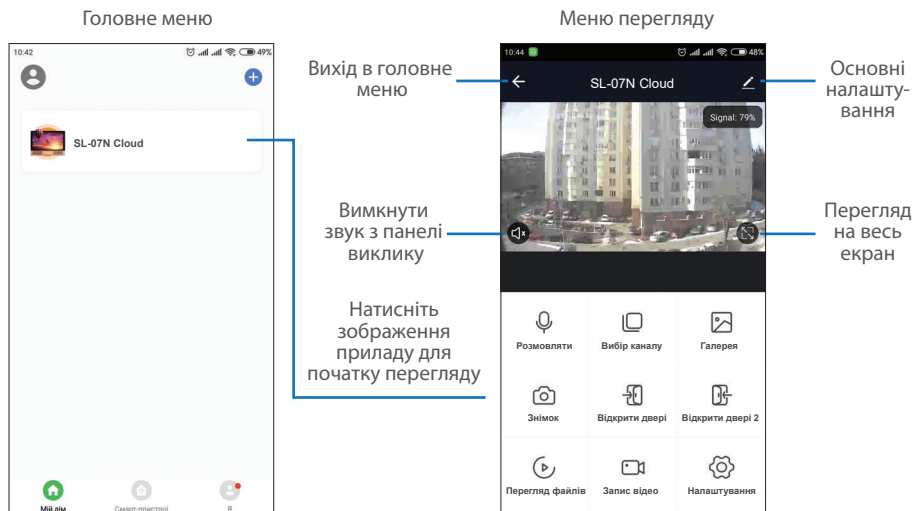 Головне меню
Меню перегляду
10:42
49%
SL-07N Cloud
Мій дім
Смарт-пристрої
Я
Вихід в головне
меню
Вимкнути
звук з панелі
виклику
Натисніть
зображення
приладу для
початку перегляду
10:44
48%
SL-07N Cloud
Signal: 79%
Розмовляти
Вибір каналу
Галерея
Знімок
Відкрити двері
Відкрити двері 2
Перегляд файлів
Запис відео
Налаштування
Основні
налашту-
вання
Перегляд
на весь
екран